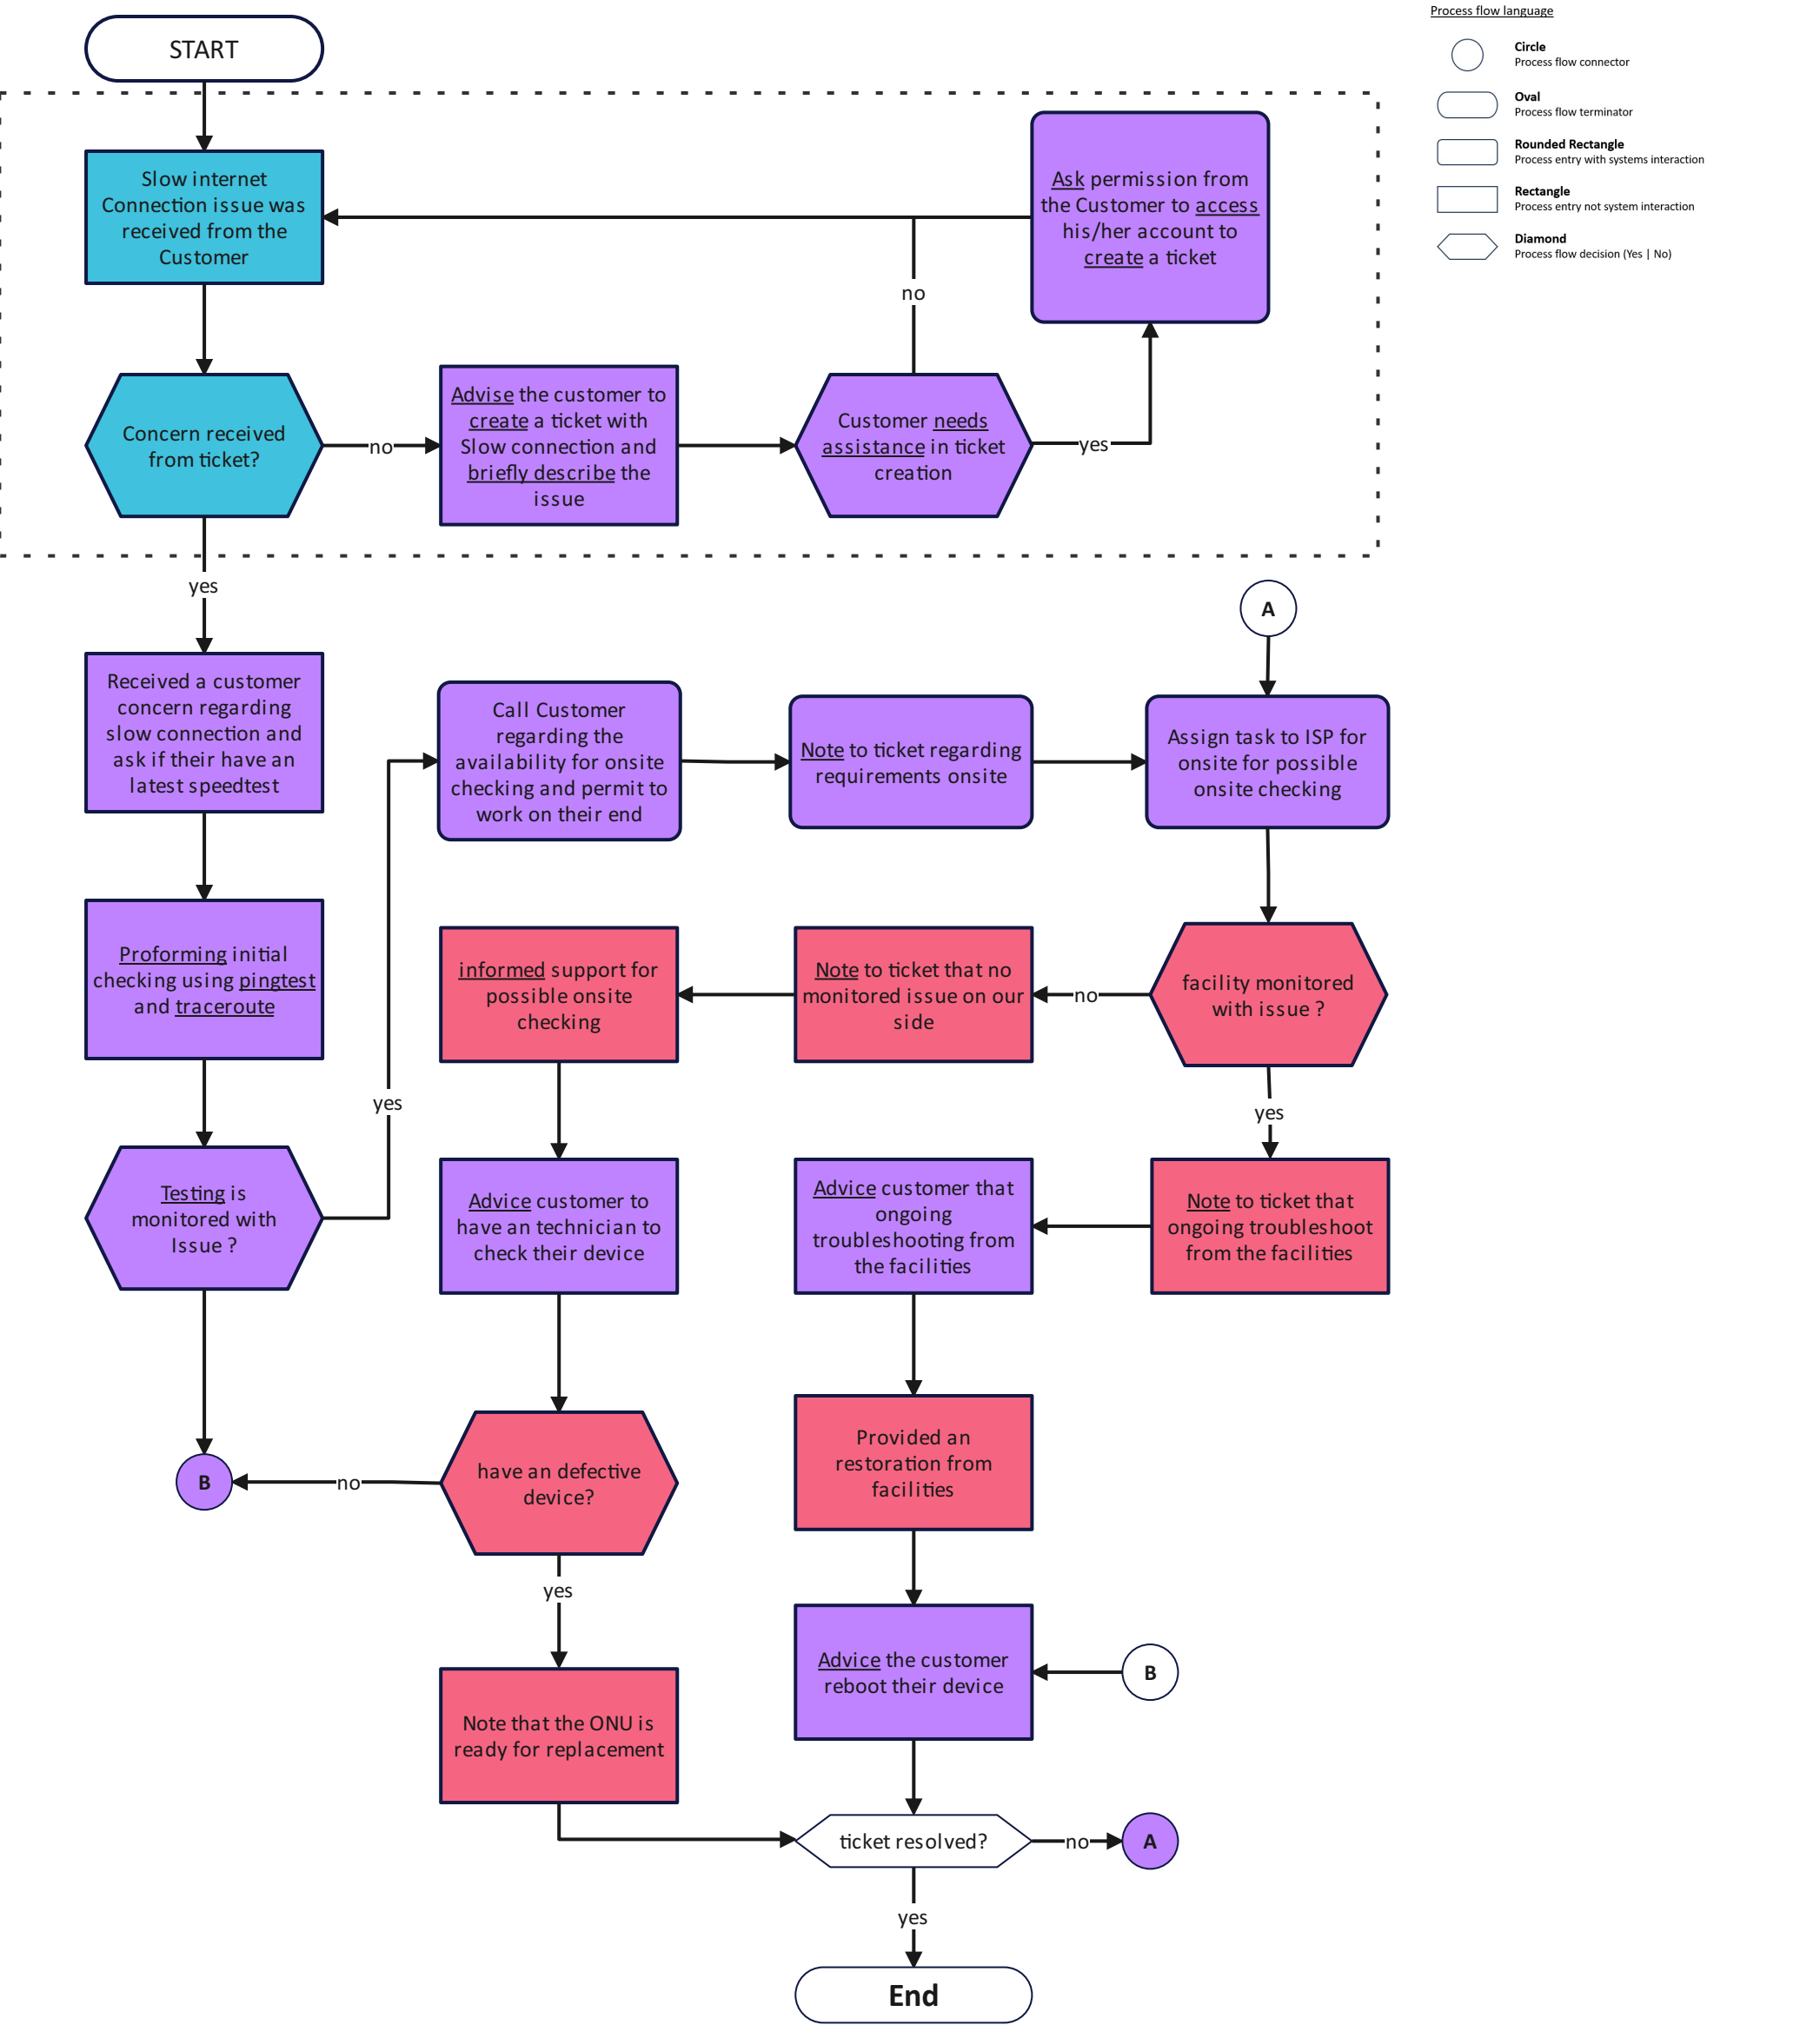 START
Slow internet
Connection issue was
received from the
Customer
Ask permission from
the Customer to access
his/her account to
create a ticket
no
Concern received
from ticket?
no
Advise the customer to
create a ticket with
Slow connection and
briefly describe the
issue
Customer needs
assistance in ticket
creation
yes
yes
Process flow language
Circle
Process flow connector
Oval
Process flow terminator
Rounded Rectangle
Process entry with systems interaction
Rectangle
Process entry not system interaction
Diamond
Process flow decision (Yes | No)
A
Received a customer
concern regarding
slow connection and
ask if their have an
latest speedtest
Call Customer
regarding the
availability for onsite
checking and permit to
work on their end
Note to ticket regarding
requirements onsite
Assign task to ISP for
onsite for possible
onsite checking
Proforming initial
checking using pingtest
and traceroute
informed support for
possible onsite
checking
Note to ticket that no
monitored issue on our
side
no
facility monitored
with issue ?
yes
yes
Testing is
monitored with
Issue ?
Advice customer to
have an technician to
check their device
Advice customer that
ongoing
troubleshooting from
the facilities
Note to ticket that
ongoing troubleshoot
from the facilities
B
no
have an defective
device?
Provided an
restoration from
facilities
yes
Note that the ONU is
ready for replacement
Advice the customer
reboot their device
B
ticket resolved?
no
A
yes
End